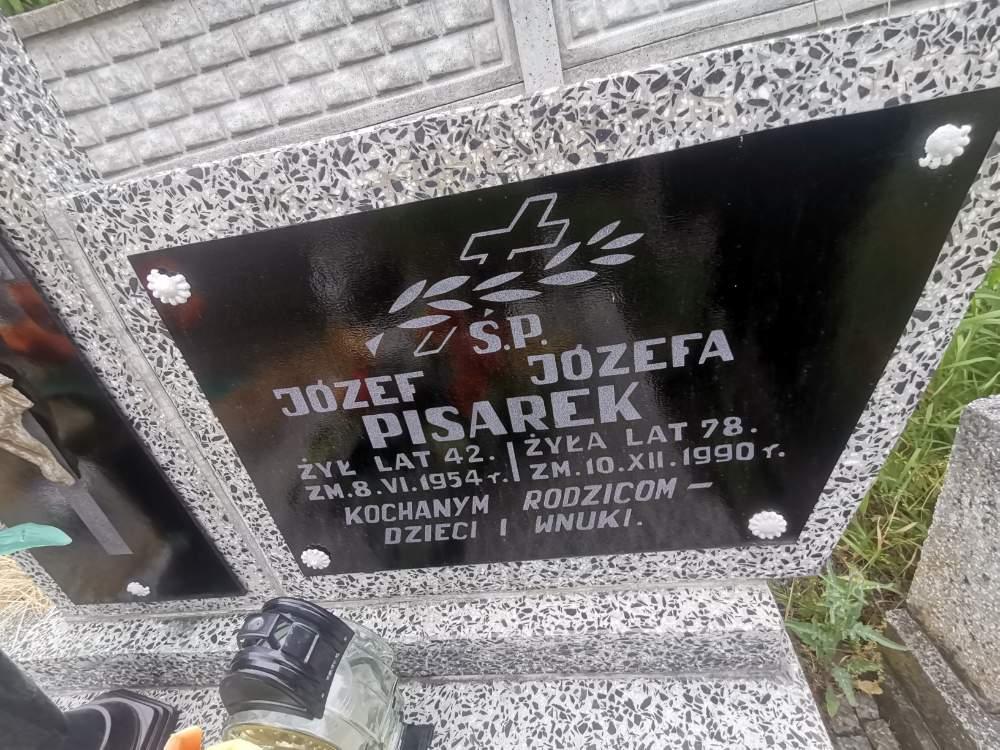 Ś.P.
JÓZEF JÓZEFA
PISAREK
ŻYŁ LAT 42. | ŻYŁA LAT 78.
ZM. 8. VI. 1954 r. | ZM. 10. XII. 1990 r.
KOCHANYM RODZICOM –
DZIECI I WNUKI.